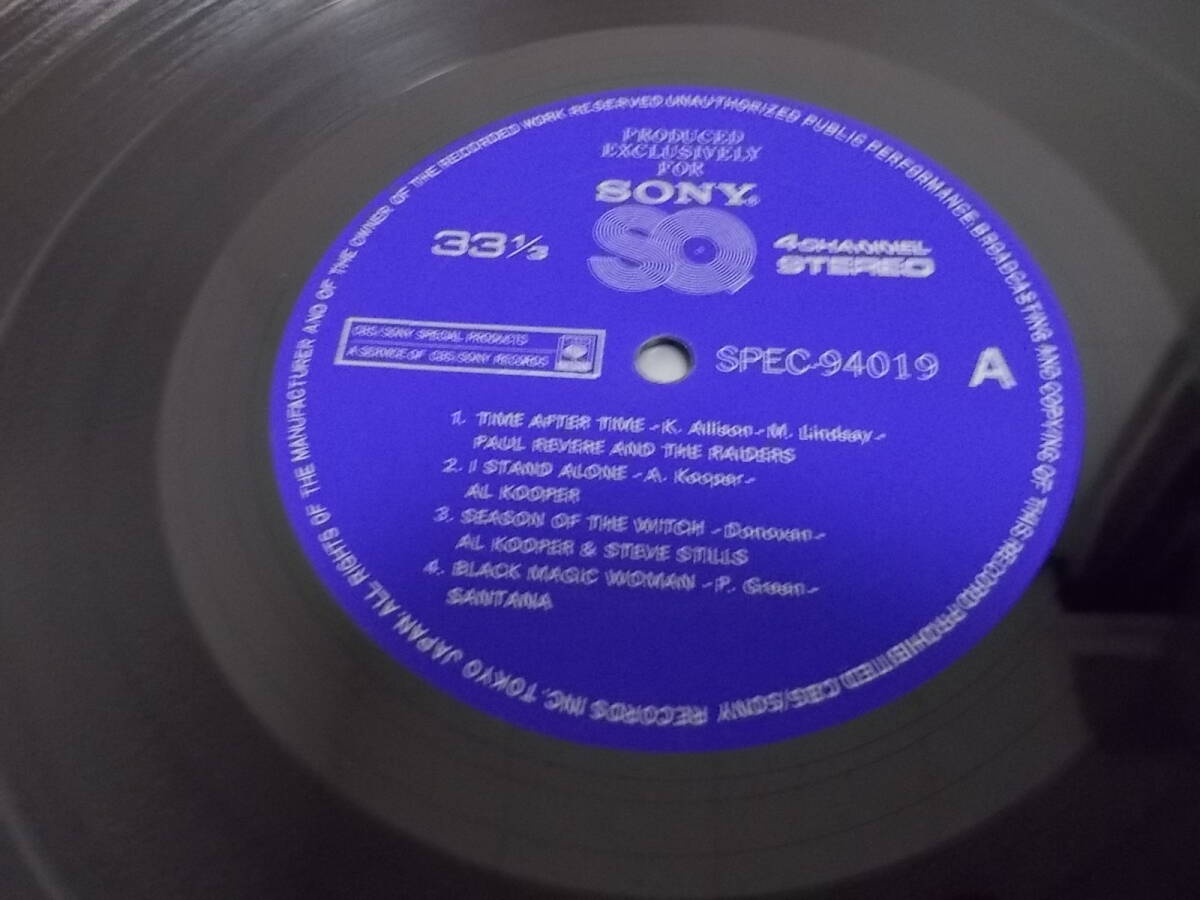 ALL RIGHTS OF THE MANUFACTURER AND OF THE OWNER OF THE RECORDED WORK RESERVED UNAUTHORIZED PUBLIC PERFORMANCE BROADCASTING AND COPYING OF THIS RECORD PROHIBITED CBS/SONY RECORDS INC. TOKYO JAPAN
PRODUCED
EXCLUSIVELY
FOR
SONY®
SQ
33 1/3
4 CHANNEL
STEREO
CBS/SONY SPECIAL PRODUCTS
A SERVICE OF CBS/SONY RECORDS
SPEC-94019 A
1. TIME AFTER TIME -K. Allison-M. Lindsay-
PAUL REVERE AND THE RAIDERS
2. I STAND ALONE -A. Kooper-
AL KOOPER
3. SEASON OF THE WITCH -Donovan-
AL KOOPER & STEVE STILLS
4. BLACK MAGIC WOMAN -P. Green-
SANTANA